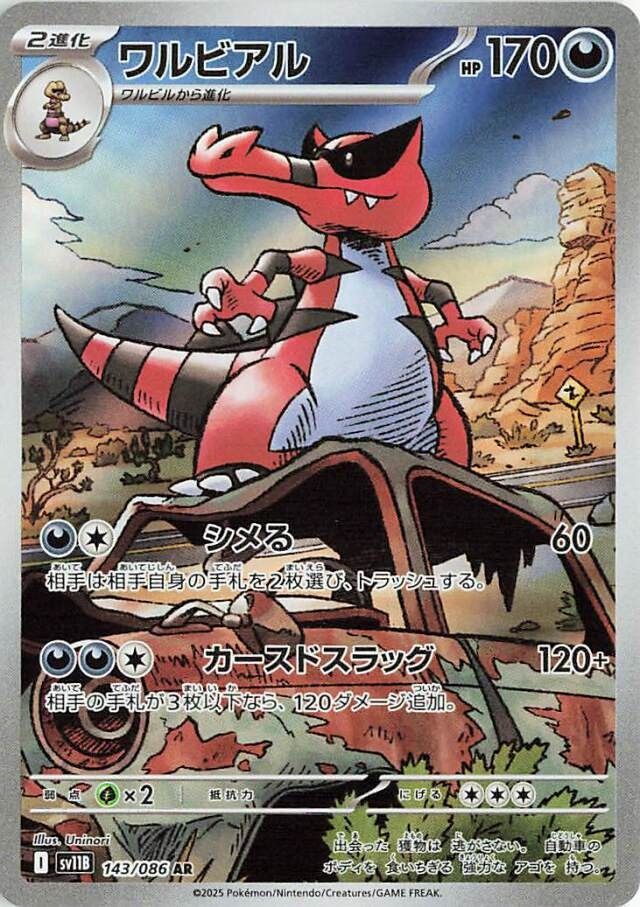 2進化 ワルビアル HP 170
ワルビルから進化
シメる 60
相手は相手自身の手札を2枚選び、トラッシュする。
カースドスラッグ 120+
相手の手札が3枚以下なら、120ダメージ追加。
弱点 ×2 抵抗力 にげる
Illus. Uninori
出会った 獲物は 逃がさない。 自動車の
ボディを 食いちぎる 強力な アゴを 持つ。
I sv11B 143/086 AR
©2025 Pokémon/Nintendo/Creatures/GAME FREAK.